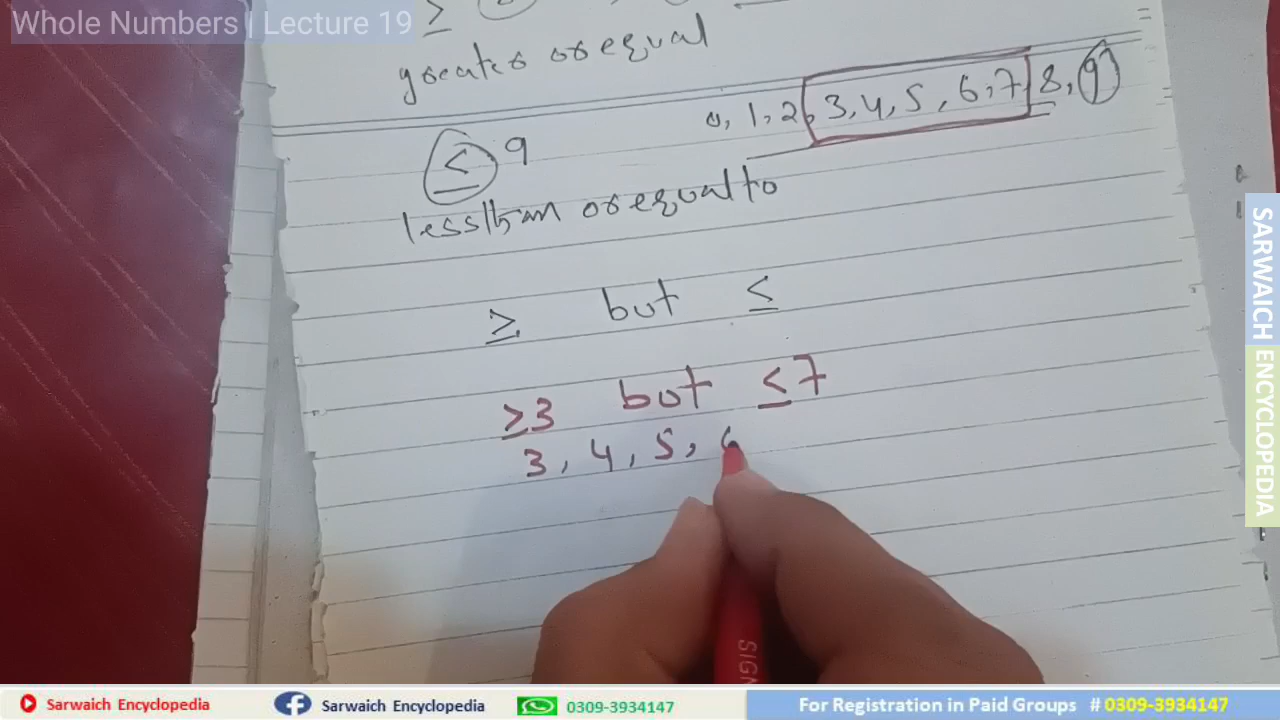 Whole Numbers | Lecture 19
≥
greater or equal
0, 1, 2, 3, 4, 5, 6, 7, 8, 9
≤ 9
less than or equal to
≥ but ≤
≥3 but ≤7
3, 4, 5, 6
SIGN
SARWAICH ENCYCLOPEDIA
Sarwaich Encyclopedia
Sarwaich Encyclopedia
0309-3934147
For Registration in Paid Groups # 0309-3934147